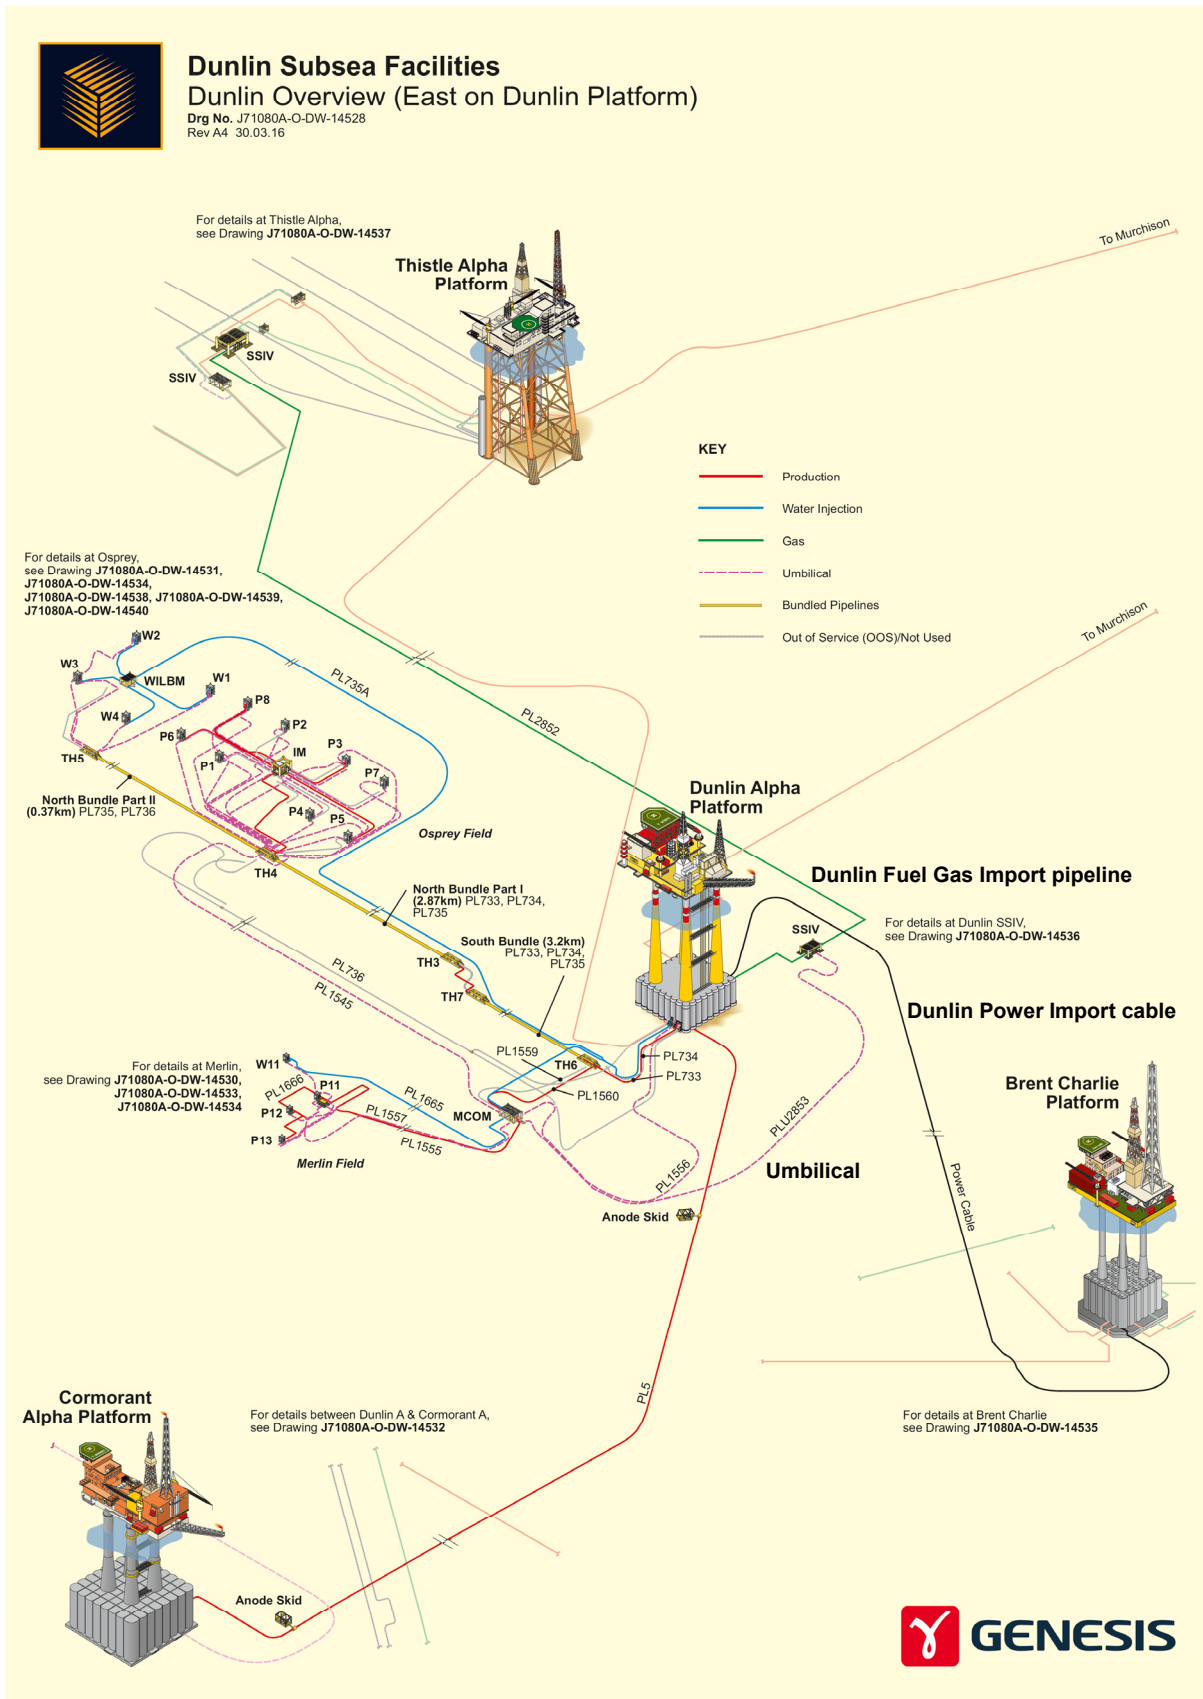 Dunlin Subsea Facilities
Dunlin Overview (East on Dunlin Platform)
Drg No. J71080A-O-DW-14528
Rev A4 30.03.16
For details at Thistle Alpha,
see Drawing J71080A-O-DW-14537
Thistle Alpha
Platform
To Murchison
SSIV
SSIV
KEY
Production
Water Injection
Gas
Umbilical
Bundled Pipelines
Out of Service (OOS)/Not Used
For details at Osprey,
see Drawing J71080A-O-DW-14531,
J71080A-O-DW-14534,
J71080A-O-DW-14538, J71080A-O-DW-14539,
J71080A-O-DW-14540
To Murchison
W2
W3
WILBM
W1
W4
P8
P2
P6
P1
IM
P3
P7
P4
P5
TH5
PL735A
PL2852
North Bundle Part II
(0.37km) PL735, PL736
Osprey Field
TH4
Dunlin Alpha
Platform
Dunlin Fuel Gas Import pipeline
North Bundle Part I
(2.87km) PL733, PL734,
PL735
SSIV
For details at Dunlin SSIV,
see Drawing J71080A-O-DW-14536
South Bundle (3.2km)
PL733, PL734,
PL735
TH3
TH7
PL736
PL1545
Dunlin Power Import cable
PL1559
TH6
PL734
PL733
PL1560
For details at Merlin,
see Drawing J71080A-O-DW-14530,
J71080A-O-DW-14533,
J71080A-O-DW-14534
W11
PL1666
P11
P12
P13
PL1665
PL1557
PL1555
MCOM
Merlin Field
Brent Charlie
Platform
PLU2853
PL1556
Umbilical
Anode Skid
Power Cable
PL5
Cormorant
Alpha Platform
For details between Dunlin A & Cormorant A,
see Drawing J71080A-O-DW-14532
For details at Brent Charlie
see Drawing J71080A-O-DW-14535
Anode Skid
GENESIS